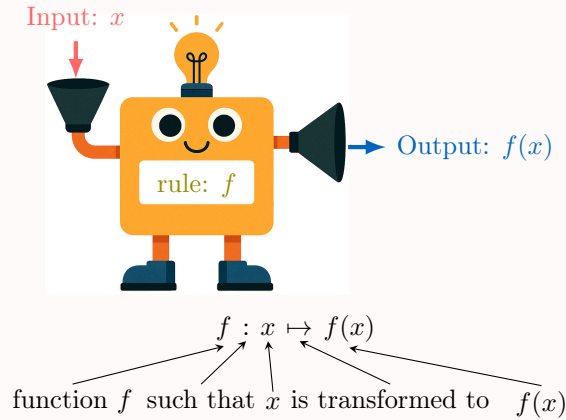 Input: x
Output: f(x)
rule: f
f : x ↦ f(x)
function f such that x is transformed to f(x)